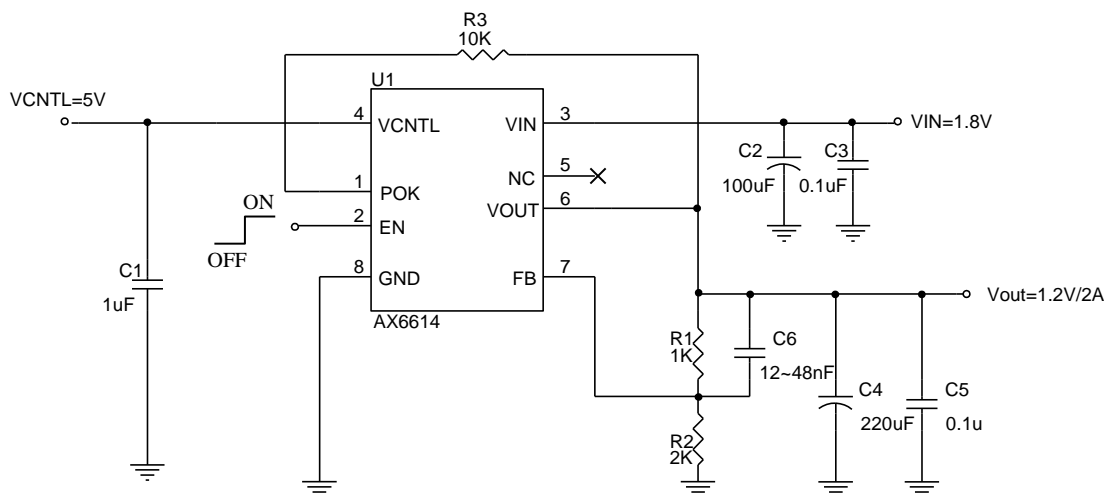 R3
10K
U1
VCNTL=5V
4
VCNTL
VIN
3
VIN=1.8V
C2
100uF
C3
0.1uF
NC
5
1
POK
VOUT
6
ON
OFF
2
EN
C1
1uF
8
GND
FB
7
AX6614
Vout=1.2V/2A
R1
1K
C6
12~48nF
C4
220uF
C5
0.1u
R2
2K